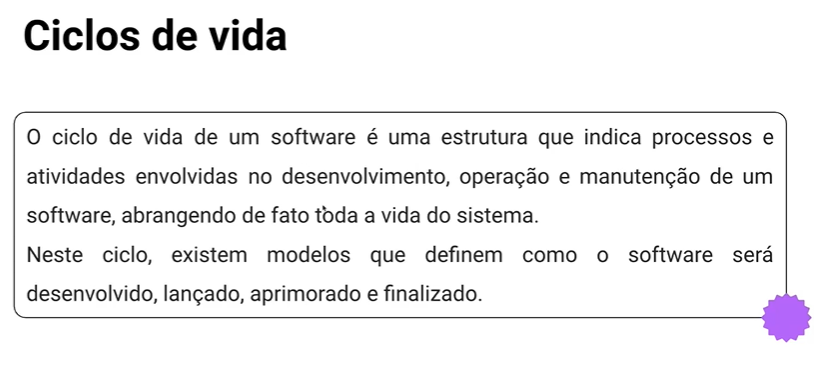 Ciclos de vida
O ciclo de vida de um software é uma estrutura que indica processos e
atividades envolvidas no desenvolvimento, operação e manutenção de um
software, abrangendo de fato toda a vida do sistema.
Neste ciclo, existem modelos que definem como o software será
desenvolvido, lançado, aprimorado e finalizado.